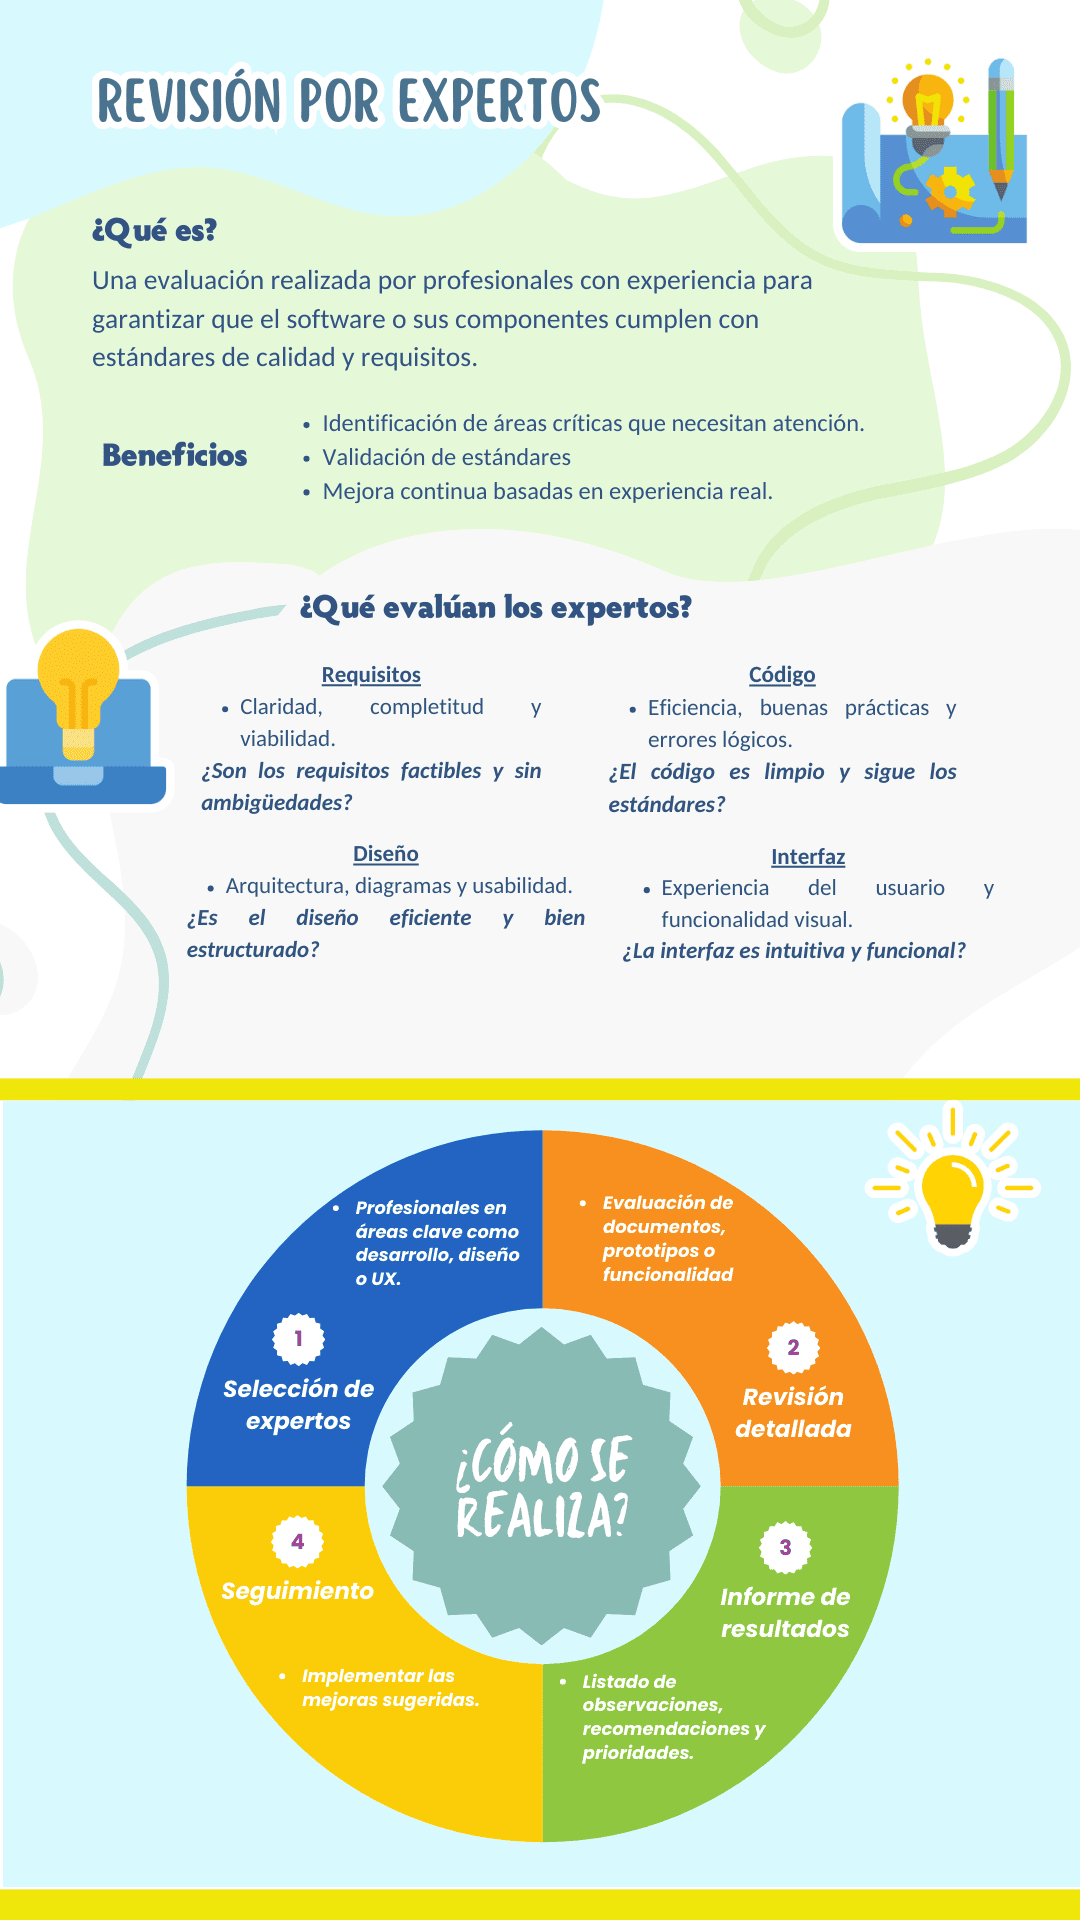 REVISIÓN POR EXPERTOS
¿Qué es?
Una evaluación realizada por profesionales con experiencia para
garantizar que el software o sus componentes cumplen con
estándares de calidad y requisitos.
Beneficios
• Identificación de áreas críticas que necesitan atención.
• Validación de estándares
• Mejora continua basadas en experiencia real.
¿Qué evalúan los expertos?
Requisitos
• Claridad, completitud y
viabilidad.
¿Son los requisitos factibles y sin
ambigüedades?
Código
• Eficiencia, buenas prácticas y
errores lógicos.
¿El código es limpio y sigue los
estándares?
Diseño
• Arquitectura, diagramas y usabilidad.
¿Es el diseño eficiente y bien
estructurado?
Interfaz
• Experiencia del usuario y
funcionalidad visual.
¿La interfaz es intuitiva y funcional?
¿CÓMO SE
REALIZA?
1
Selección de
expertos
• Profesionales en
áreas clave como
desarrollo, diseño
o UX.
2
Revisión
detallada
• Evaluación de
documentos,
prototipos o
funcionalidad
3
Informe de
resultados
• Listado de
observaciones,
recomendaciones y
prioridades.
4
Seguimiento
• Implementar las
mejoras sugeridas.